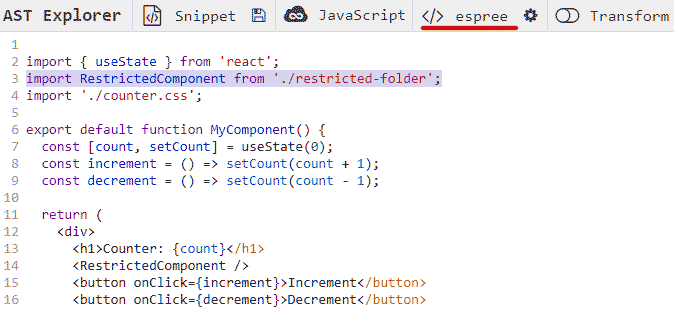 AST Explorer Snippet JavaScript </> espree Transform
1
2 import { useState } from 'react';
3 import RestrictedComponent from './restricted-folder';
4 import './counter.css';
5
6 export default function MyComponent() {
7   const [count, setCount] = useState(0);
8   const increment = () => setCount(count + 1);
9   const decrement = () => setCount(count - 1);
10
11   return (
12     <div>
13       <h1>Counter: {count}</h1>
14       <RestrictedComponent />
15       <button onClick={increment}>Increment</button>
16       <button onClick={decrement}>Decrement</button>